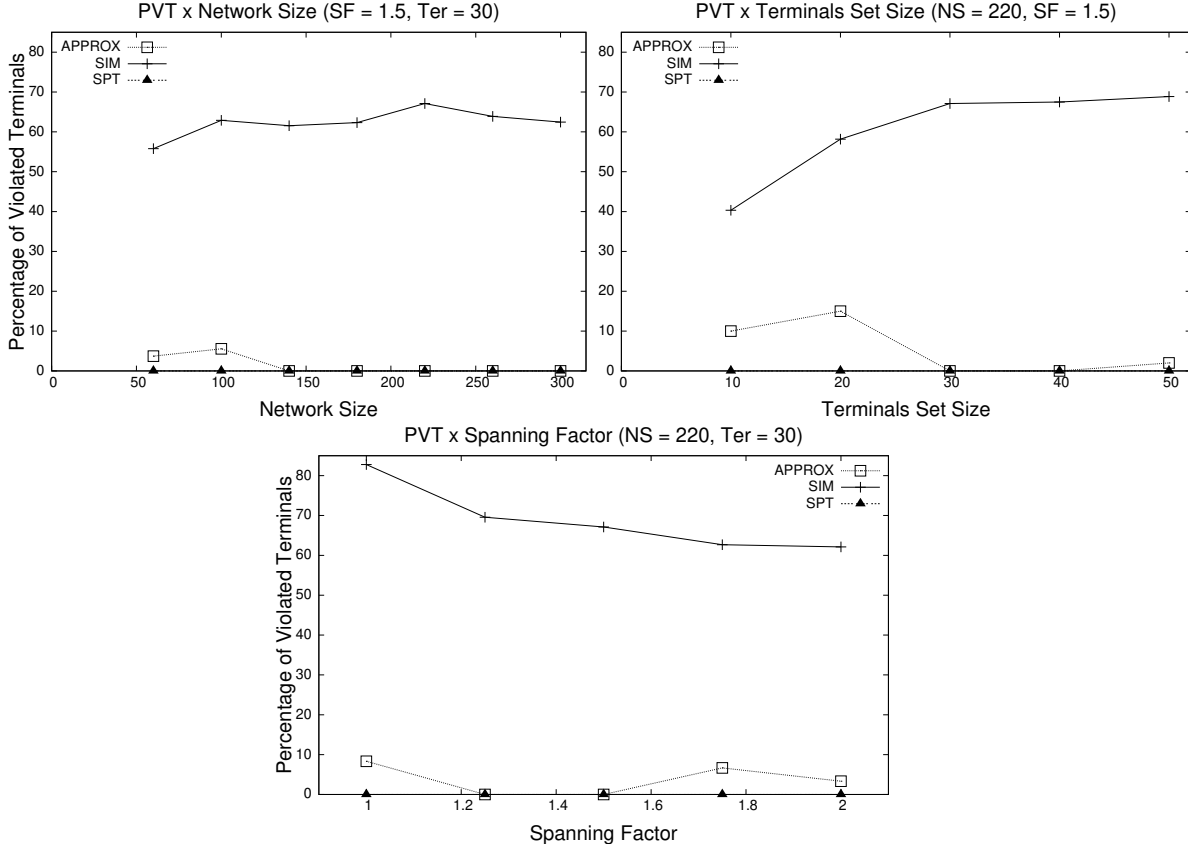 PVT x Network Size (SF = 1.5, Ter = 30)
Percentage of Violated Terminals
APPROX
SIM
SPT
80
70
60
50
40
30
20
10
0
0 50 100 150 200 250 300
Network Size
PVT x Terminals Set Size (NS = 220, SF = 1.5)
APPROX
SIM
SPT
80
70
60
50
40
30
20
10
0
0 10 20 30 40 50
Terminals Set Size
PVT x Spanning Factor (NS = 220, Ter = 30)
Percentage of Violated Terminals
APPROX
SIM
SPT
80
70
60
50
40
30
20
10
0
1 1.2 1.4 1.6 1.8 2
Spanning Factor